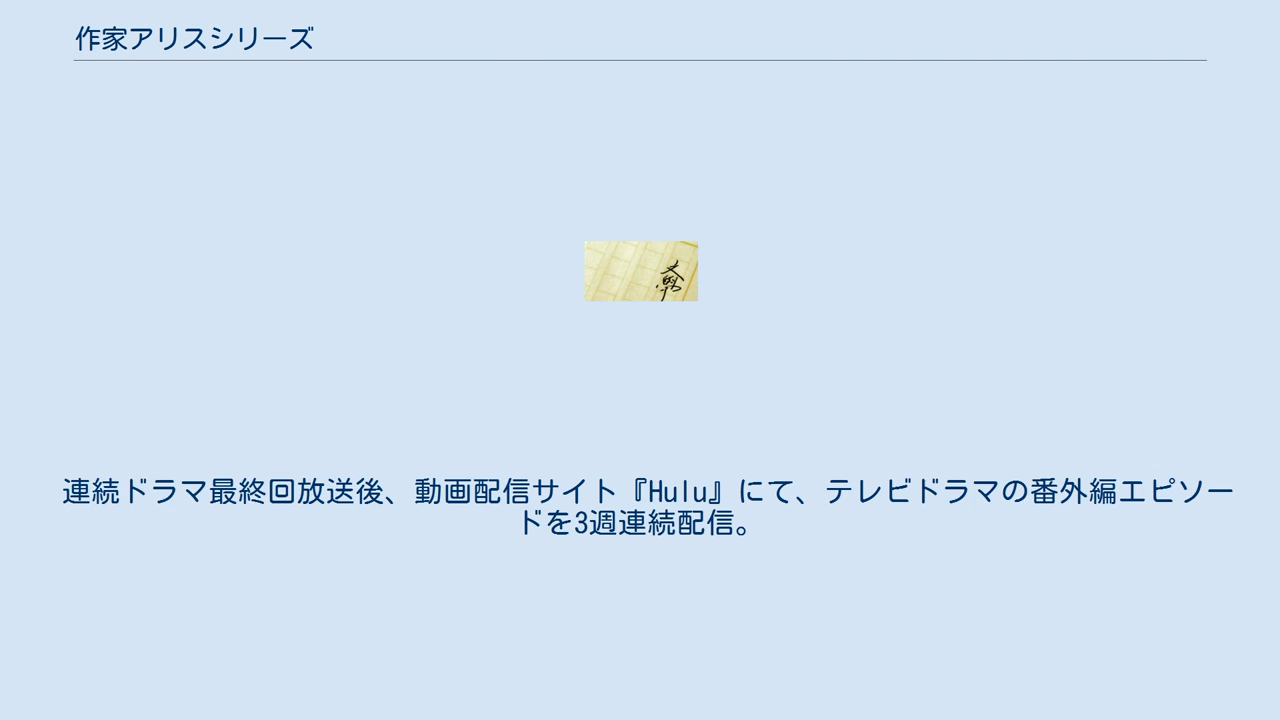 作家アリスシリーズ
連続ドラマ最終回放送後、動画配信サイト『Hulu』にて、テレビドラマの番外編エピソー
ドを3週連続配信。